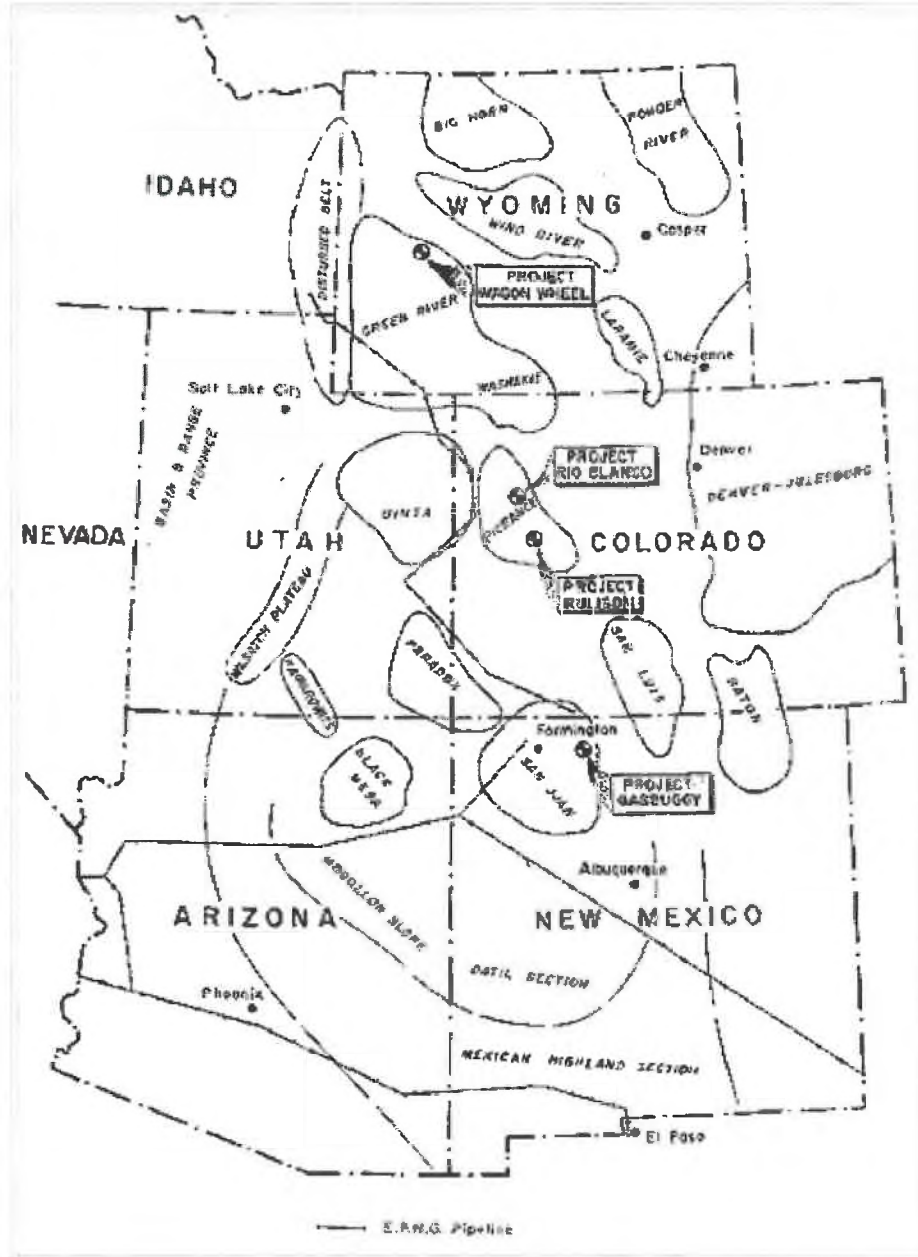 BIG HORN
POWDER
RIVER
IDAHO
DISTURBED BELT
WYOMING
WIND RIVER
Casper
PROJECT
WAGON WHEEL
GREEN RIVER
LARAMIE
Cheyenne
WASHAKIE
Salt Lake City
BASIN & RANGE
PROVINCE
PROJECT
RIO BLANCO
Denver
DENVER-JULESBURG
UINTA
PICEANCE
NEVADA
UTAH
COLORADO
PROJECT
RULISON
WASATCH PLATEAU
PARADOX
SAN LUIS
RATON
Farmington
BLACK
MESA
SAN JUAN
PROJECT
GASBUGGY
Albuquerque
MOGOLLON SLOPE
ARIZONA
NEW MEXICO
DATIL SECTION
Phoenix
MEXICAN HIGHLAND SECTION
El Paso
E.P.N.G. Pipeline